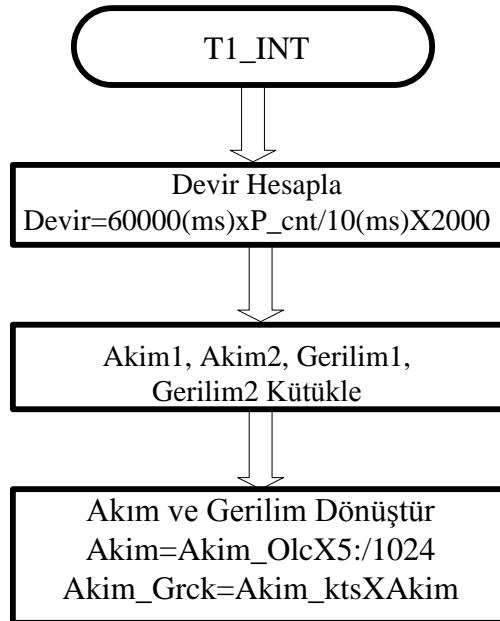 T1_INT
Devir Hesapla
Devir=60000(ms)xP_cnt/10(ms)X2000
Akim1, Akim2, Gerilim1,
Gerilim2 Kütükle
Akım ve Gerilim Dönüştür
Akim=Akim_OlcX5:/1024
Akim_Grck=Akim_ktsXAkim